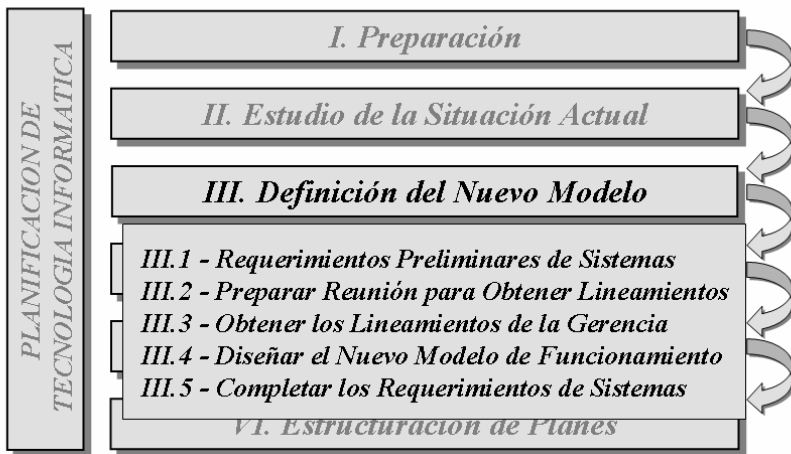 PLANIFICACION DE
TECNOLOGIA INFORMATICA
I. Preparación
II. Estudio de la Situación Actual
III. Definición del Nuevo Modelo
III.1 - Requerimientos Preliminares de Sistemas
III.2 - Preparar Reunión para Obtener Lineamientos
III.3 - Obtener los Lineamientos de la Gerencia
III.4 - Diseñar el Nuevo Modelo de Funcionamiento
III.5 - Completar los Requerimientos de Sistemas
VI. Estructuración de Planes